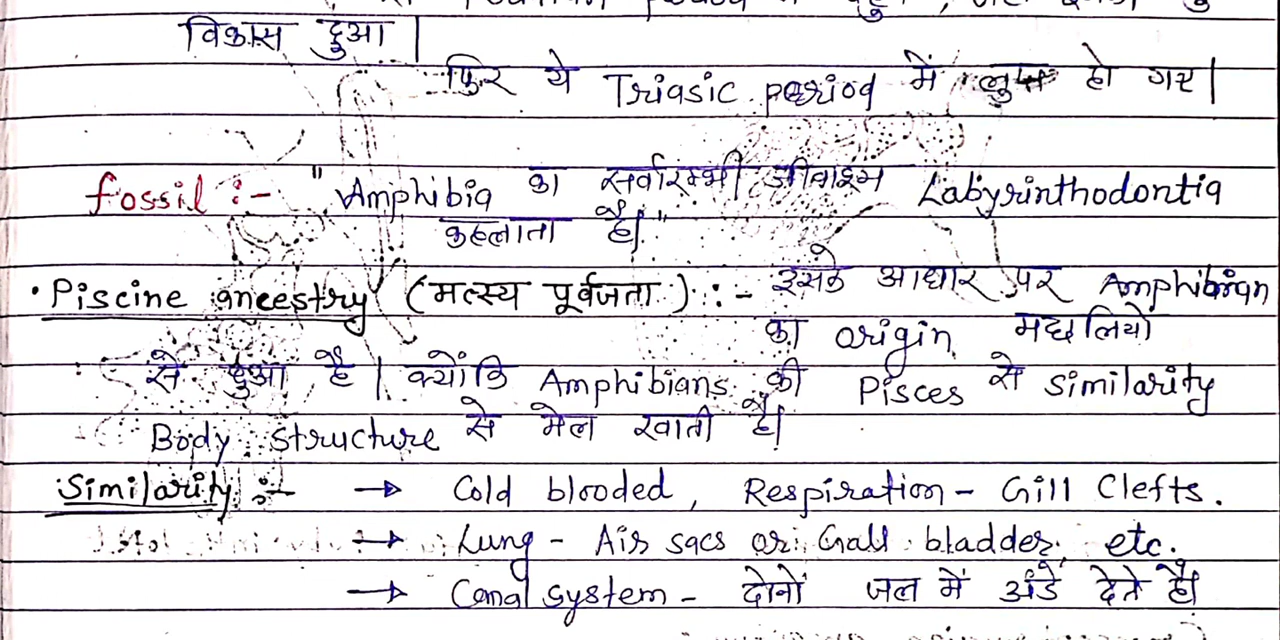 विकास हुआ |
फिर ये Triasic period में लुप्त हो गए |
fossil :- "Amphibia का सर्वारम्भी जीवाश्म Labyrinthodontia
कहलाता है।"
• Piscine ancestry (मत्स्य पूर्वजता) :- इसके आधार पर Amphibian
का origin मछलियों
से हुआ है | क्योंकि Amphibians की Pisces से similarity
Body structure से मेल खाती है।
Similarity :- → Cold blooded, Respiration - Gill Clefts.
→ Lung - Air sacs or Gall bladder etc.
→ Canal system - दोनों जल में अंडे देते है।